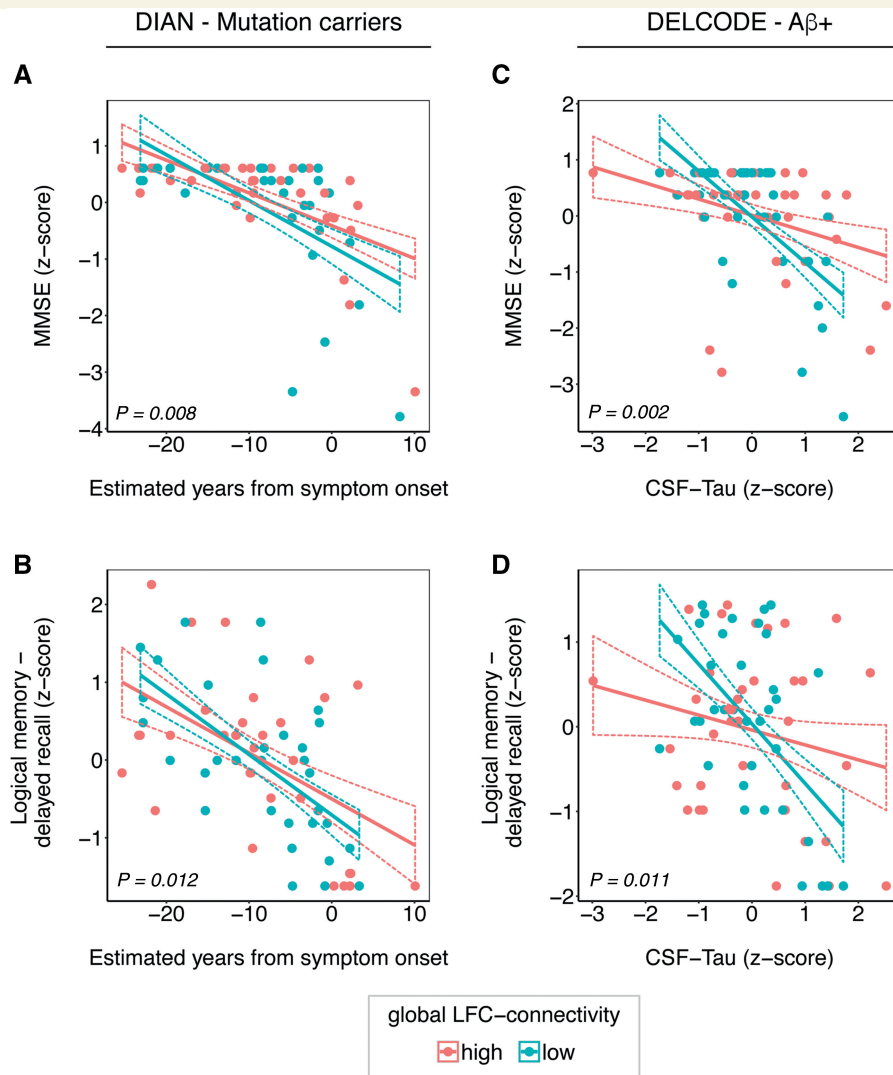 DIAN - Mutation carriers
DELCODE - Aβ+
A
MMSE (z−score)
1
0
−1
−2
−3
−4
P = 0.008
−20
−10
0
10
Estimated years from symptom onset
C
MMSE (z−score)
2
1
0
−1
−2
−3
P = 0.002
−3
−2
−1
0
1
2
CSF−Tau (z−score)
B
Logical memory −
delayed recall (z−score)
2
1
0
−1
P = 0.012
−20
−10
0
10
Estimated years from symptom onset
D
Logical memory −
delayed recall (z−score)
1
0
−1
−2
P = 0.011
−3
−2
−1
0
1
2
CSF−Tau (z−score)
global LFC−connectivity
high low